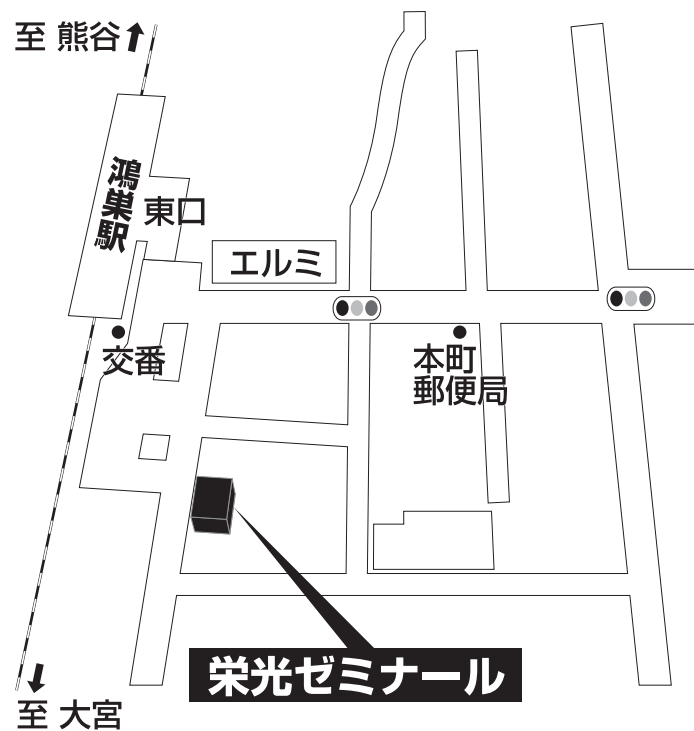 至 熊谷
鴻巣駅
東口
エルミ
交番
本町
郵便局
栄光ゼミナール
至 大宮